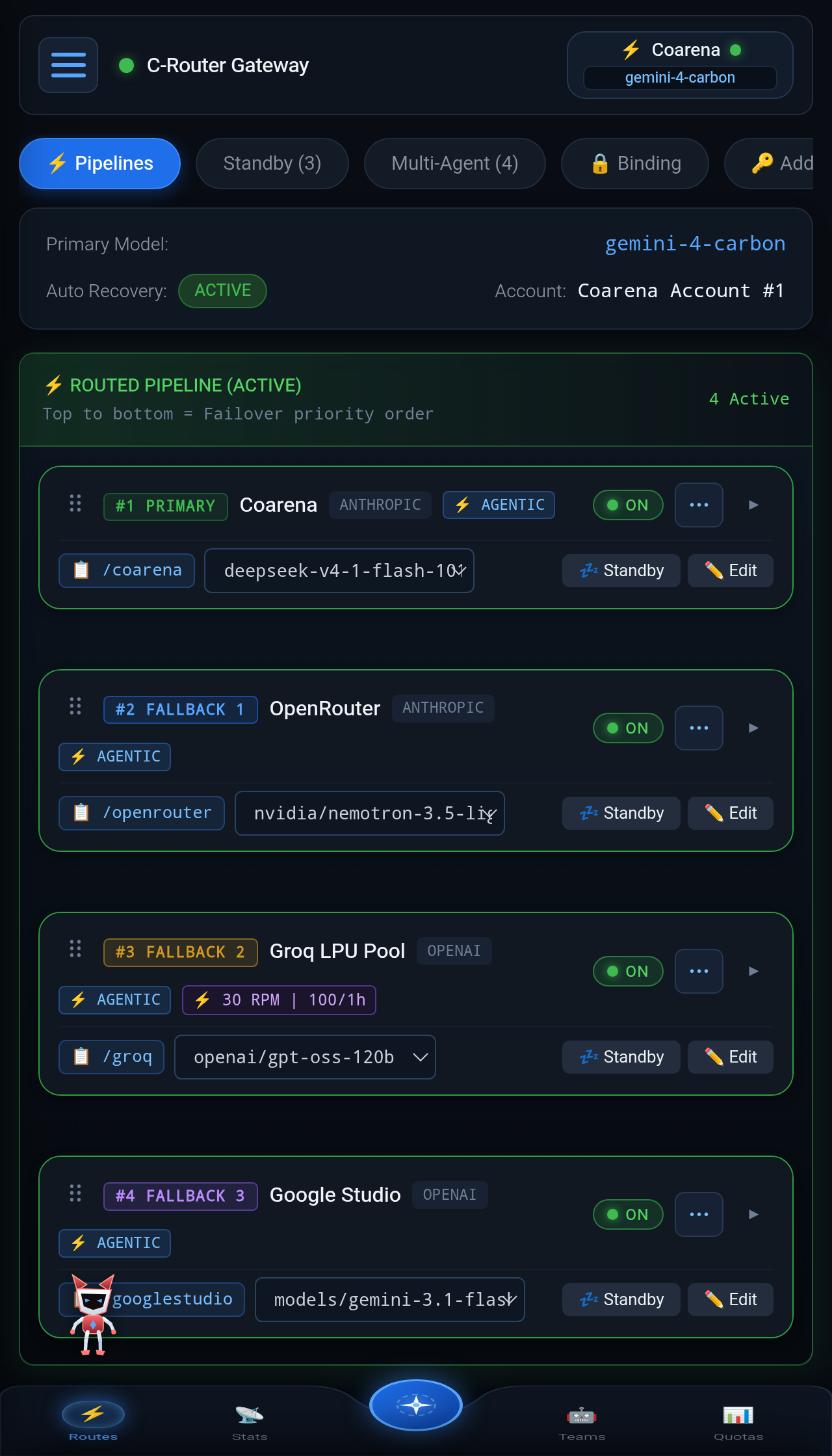 ⚡ Coarena
C-Router Gateway
gemini-4-carbon
⚡ Pipelines
Standby (3)
Multi-Agent (4)
🔒 Binding
🔑 Add
Primary Model:
gemini-4-carbon
Auto Recovery: ACTIVE
Account: Coarena Account #1
⚡ ROUTED PIPELINE (ACTIVE)
Top to bottom = Failover priority order
4 Active
#1 PRIMARY Coarena ANTHROPIC ⚡ AGENTIC ON
📋 /coarena deepseek-v4-1-flash- 💤 Standby ✏️ Edit
#2 FALLBACK 1 OpenRouter ANTHROPIC ON
⚡ AGENTIC
📋 /openrouter nvidia/nemotron-3.5- 💤 Standby ✏️ Edit
#3 FALLBACK 2 Groq LPU Pool OPENAI ON
⚡ AGENTIC ⚡ 30 RPM | 100/1h
📋 /groq openai/gpt-oss-120b 💤 Standby ✏️ Edit
#4 FALLBACK 3 Google Studio OPENAI ON
⚡ AGENTIC
googlestudio models/gemini-3.1-flas 💤 Standby ✏️ Edit
Routes
Stats
Teams
Quotas